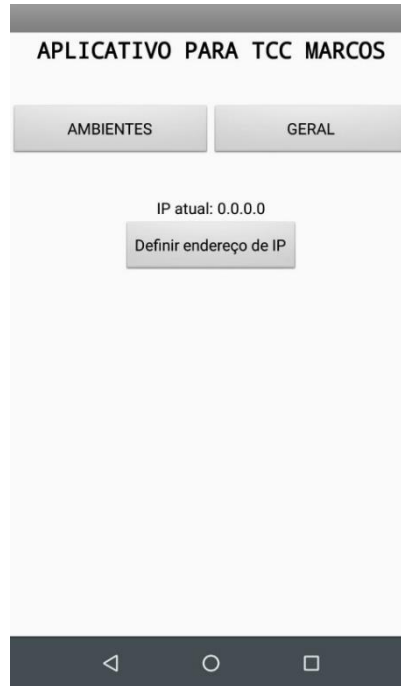 APLICATIVO PARA TCC MARCOS
AMBIENTES GERAL
IP atual: 0.0.0.0
Definir endereço de IP